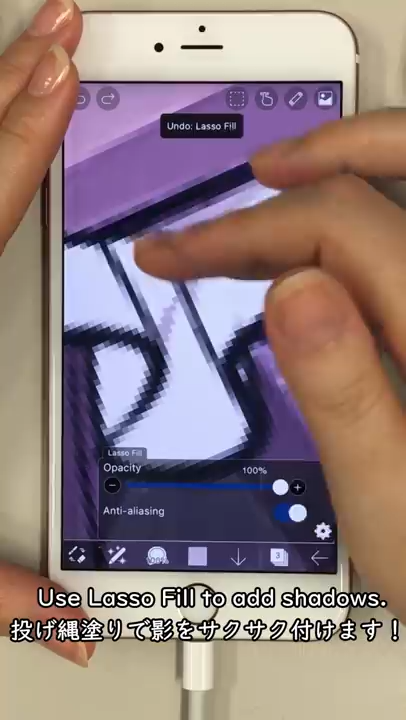 Undo: Lasso Fill
Lasso Fill
Opacity
100%
Anti-aliasing
3
Use Lasso Fill to add shadows.
投げ縄塗りで影をサクサク付けます！